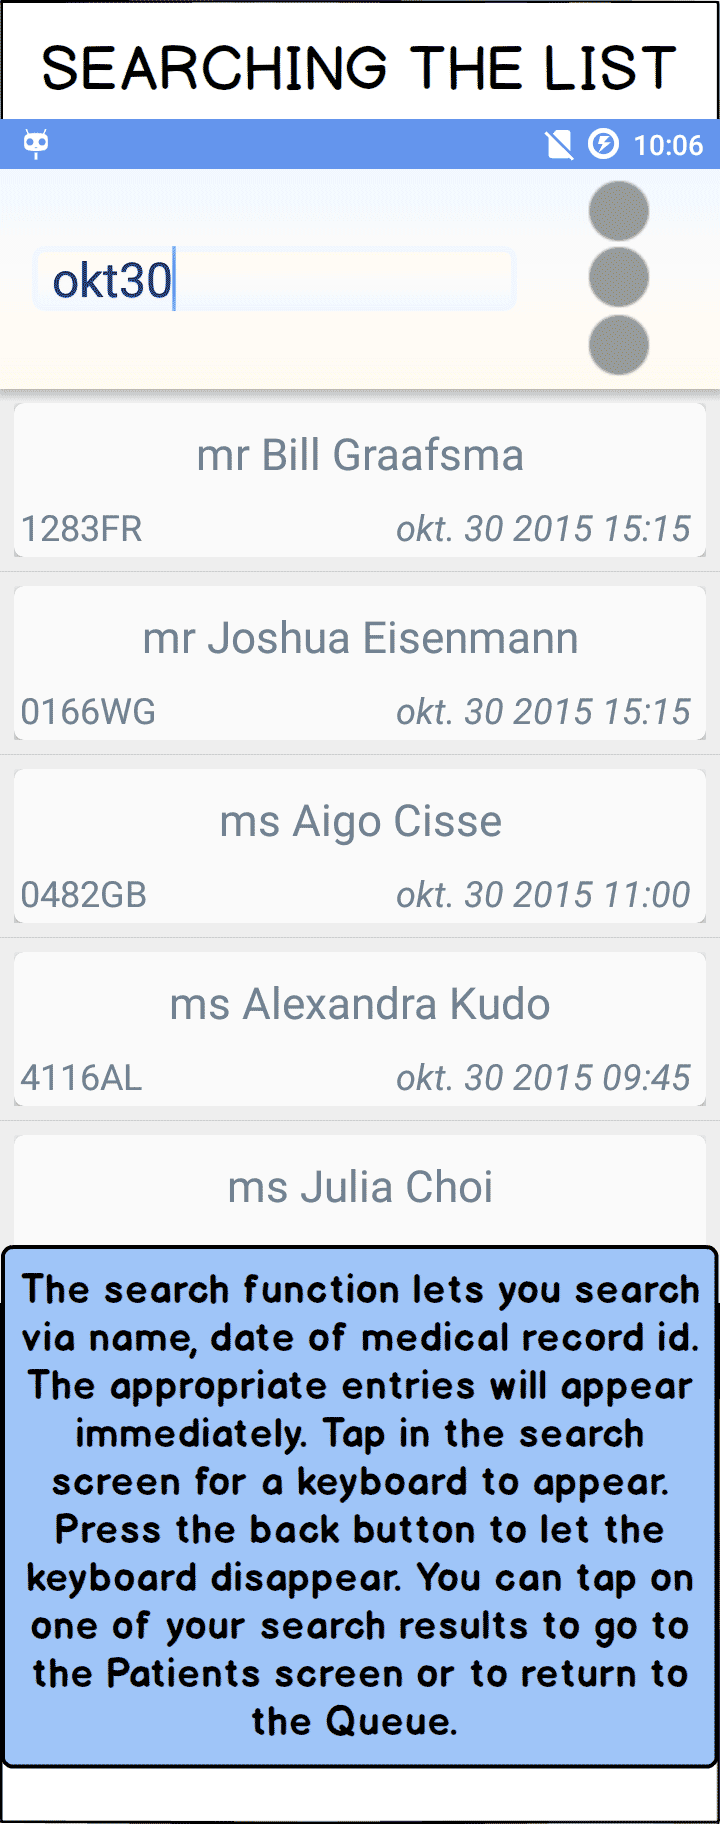 SEARCHING THE LIST
10:06
okt30
mr Bill Graafsma
1283FR okt. 30 2015 15:15
mr Joshua Eisenmann
0166WG okt. 30 2015 15:15
ms Aigo Cisse
0482GB okt. 30 2015 11:00
ms Alexandra Kudo
4116AL okt. 30 2015 09:45
ms Julia Choi
The search function lets you search
via name, date of medical record id.
The appropriate entries will appear
immediately. Tap in the search
screen for a keyboard to appear.
Press the back button to let the
keyboard disappear. You can tap on
one of your search results to go to
the Patients screen or to return to
the Queue.